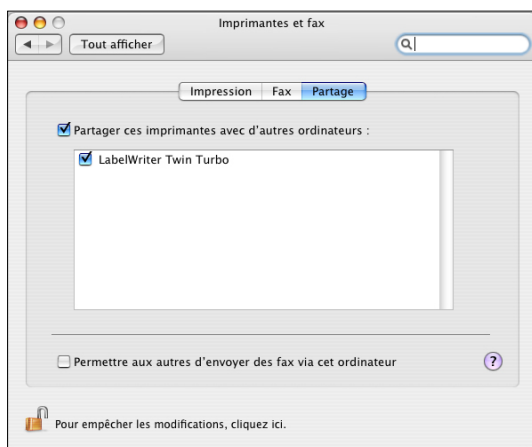 Imprimantes et fax
Tout afficher
Impression Fax Partage
Partager ces imprimantes avec d'autres ordinateurs :
LabelWriter Twin Turbo
Permettre aux autres d'envoyer des fax via cet ordinateur ?
Pour empêcher les modifications, cliquez ici.